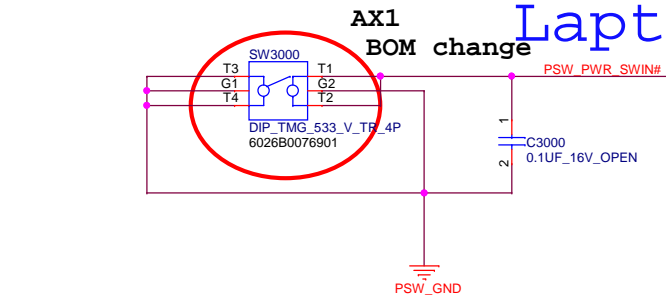 AX1
Lapt
BOM change
SW3000
PSW_PWR_SWIN#
T3
T1
G1
G2
T4
T2
DIP_TMG_533_V_TR_4P
6026B0076901
1
C3000
0.1UF_16V_OPEN
2
PSW_GND